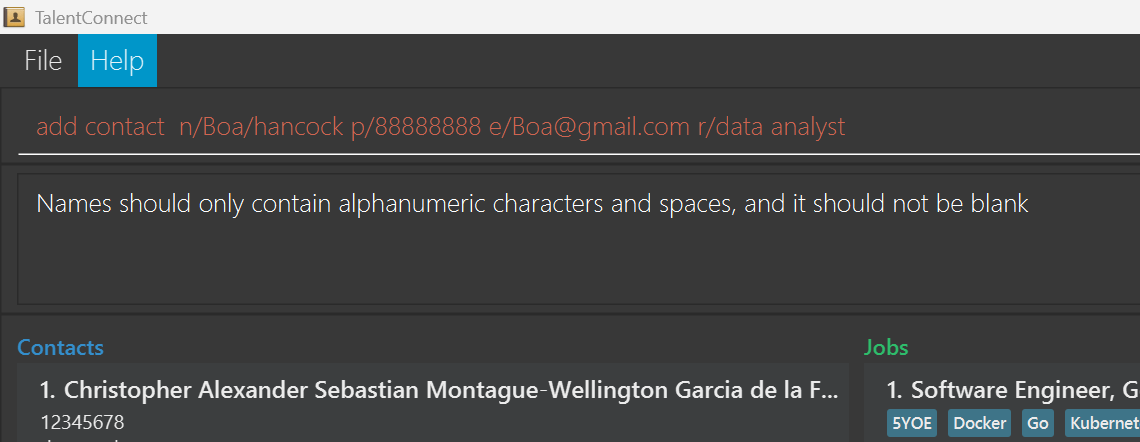 TalentConnect
File Help
add contact  n/Boa/hancock p/88888888 e/Boa@gmail.com r/data analyst
Names should only contain alphanumeric characters and spaces, and it should not be blank
Contacts
1. Christopher Alexander Sebastian Montague-Wellington Garcia de la F...
12345678
Jobs
1. Software Engineer, G
5YOE Docker Go Kubernet